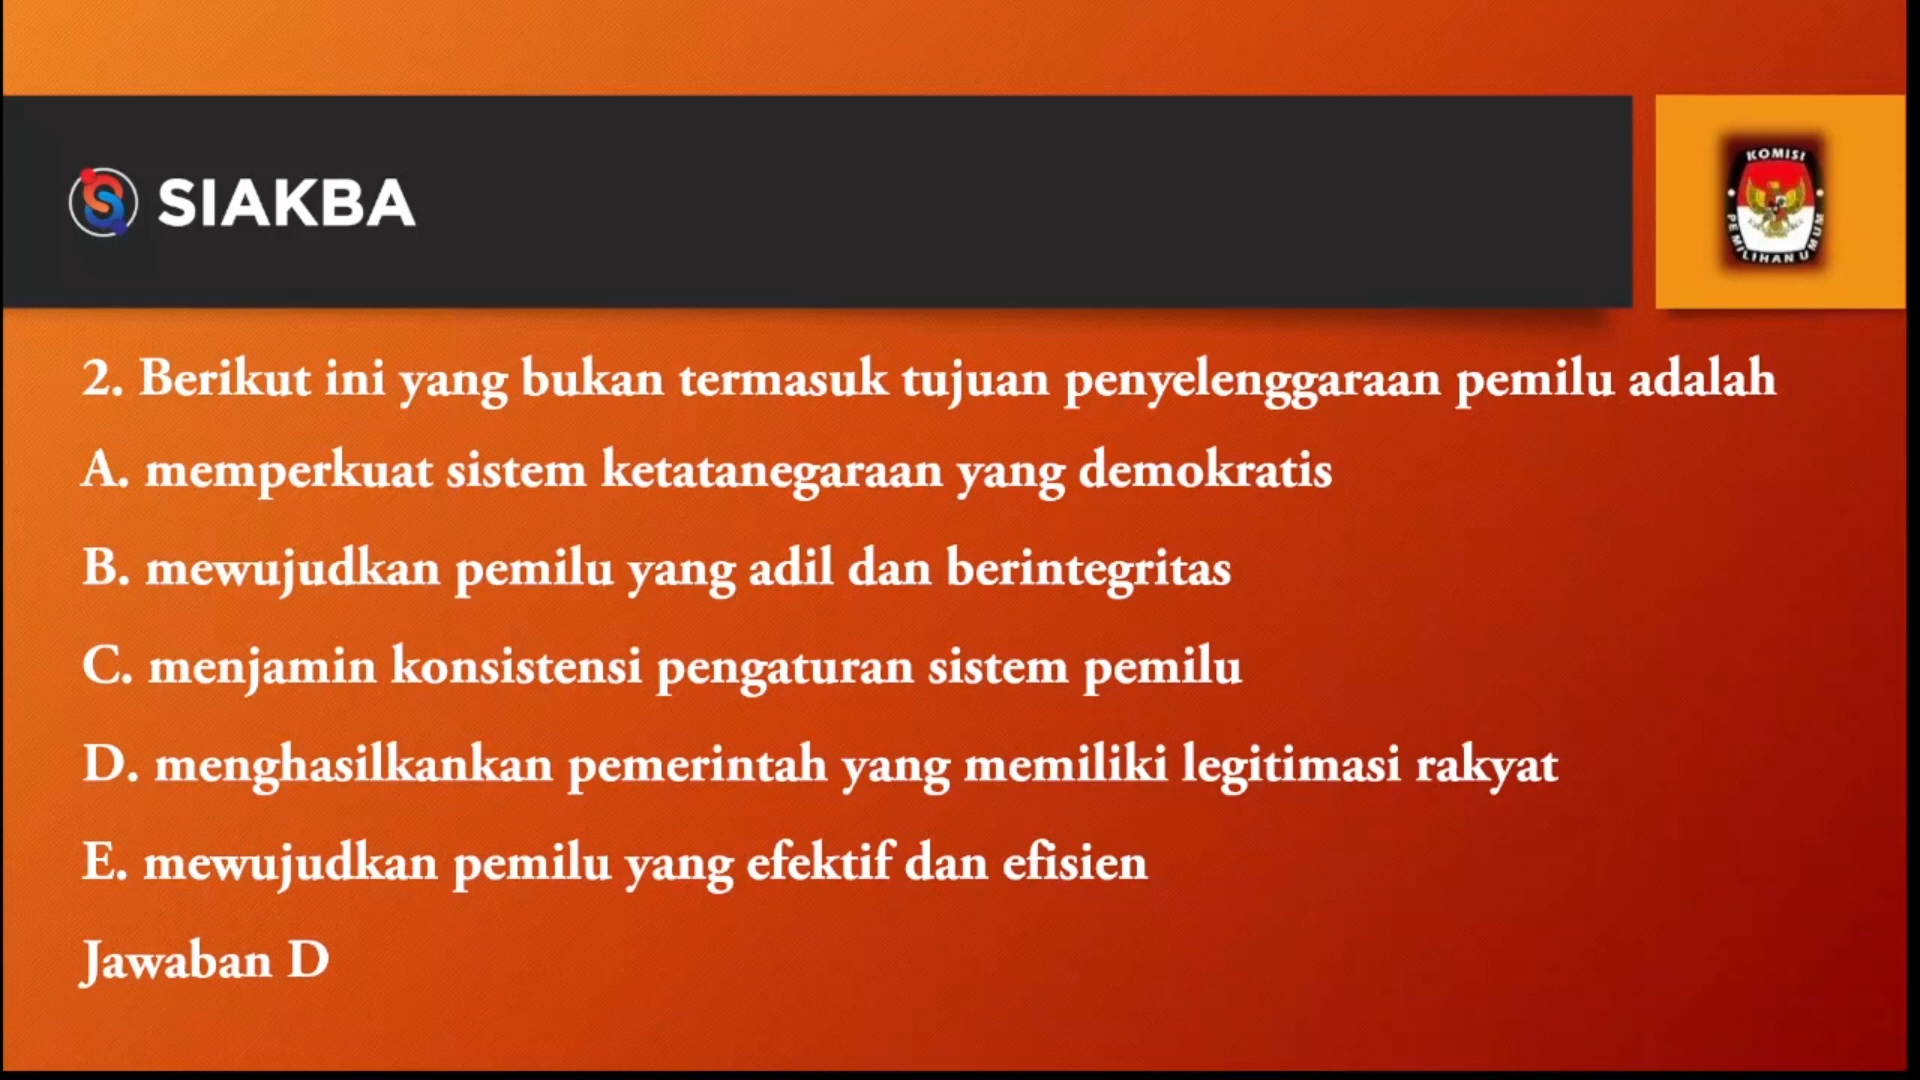 SIAKBA
KOMISI
PEMILIHAN UMUM
2. Berikut ini yang bukan termasuk tujuan penyelenggaraan pemilu adalah
A. memperkuat sistem ketatanegaraan yang demokratis
B. mewujudkan pemilu yang adil dan berintegritas
C. menjamin konsistensi pengaturan sistem pemilu
D. menghasilkankan pemerintah yang memiliki legitimasi rakyat
E. mewujudkan pemilu yang efektif dan efisien
Jawaban D